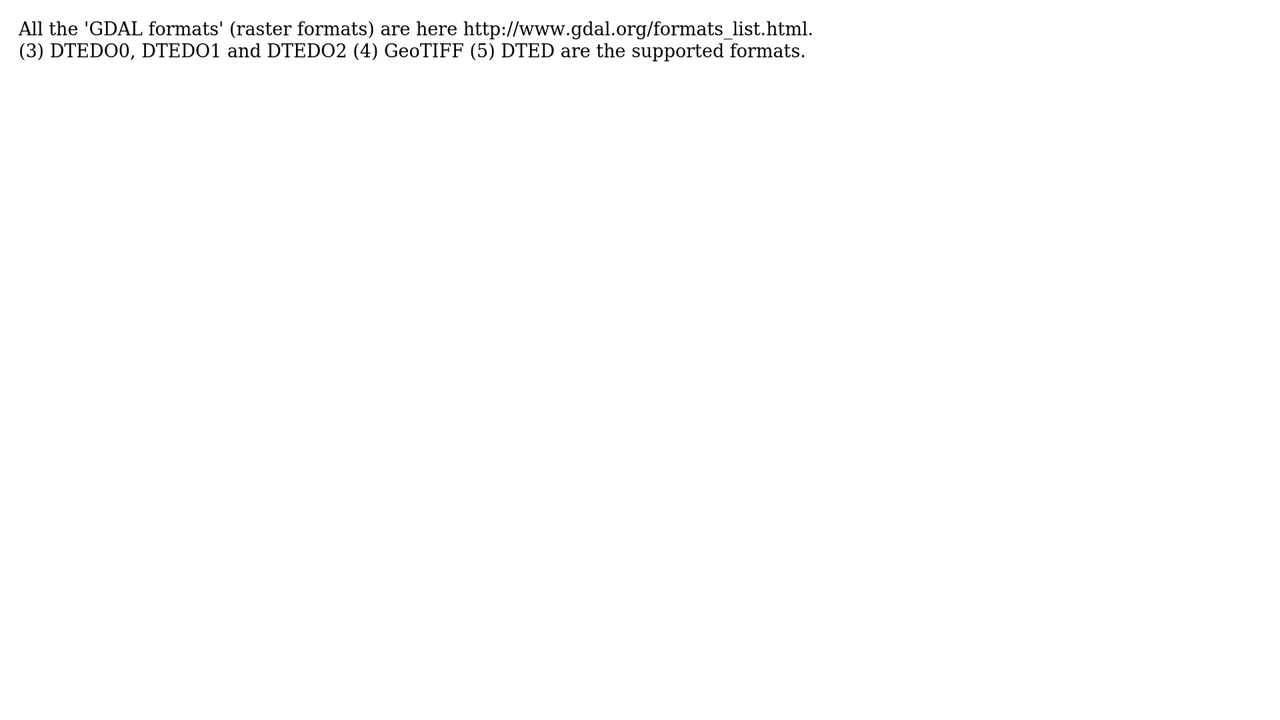 All the 'GDAL formats' (raster formats) are here http://www.gdal.org/formats_list.html.
(3) DTEDO0, DTEDO1 and DTEDO2 (4) GeoTIFF (5) DTED are the supported formats.